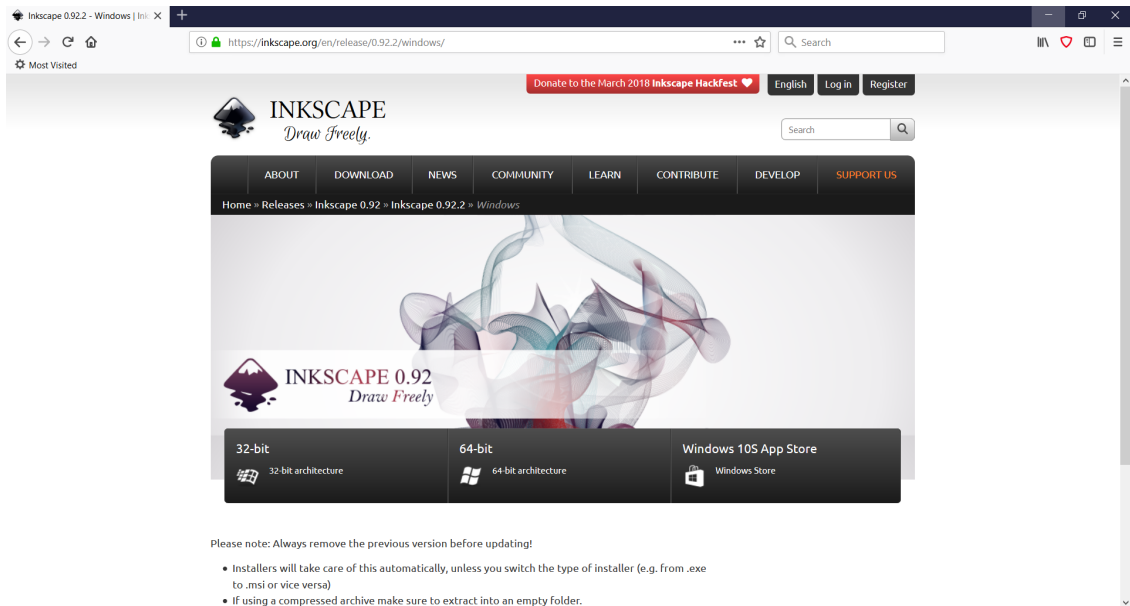 Inkscape 0.92.2 - Windows | Ink
https://inkscape.org/en/release/0.92.2/windows/
Search
Most Visited
Donate to the March 2018 Inkscape Hackfest
English
Log in
Register
INKSCAPE
Draw Freely.
Search
ABOUT
DOWNLOAD
NEWS
COMMUNITY
LEARN
CONTRIBUTE
DEVELOP
SUPPORT US
Home » Releases » Inkscape 0.92 » Inkscape 0.92.2 » Windows
INKSCAPE 0.92
Draw Freely
32-bit
32-bit architecture
64-bit
64-bit architecture
Windows 10S App Store
Windows Store
Please note: Always remove the previous version before updating!
• Installers will take care of this automatically, unless you switch the type of installer (e.g. from .exe
to .msi or vice versa)
• If using a compressed archive make sure to extract into an empty folder.